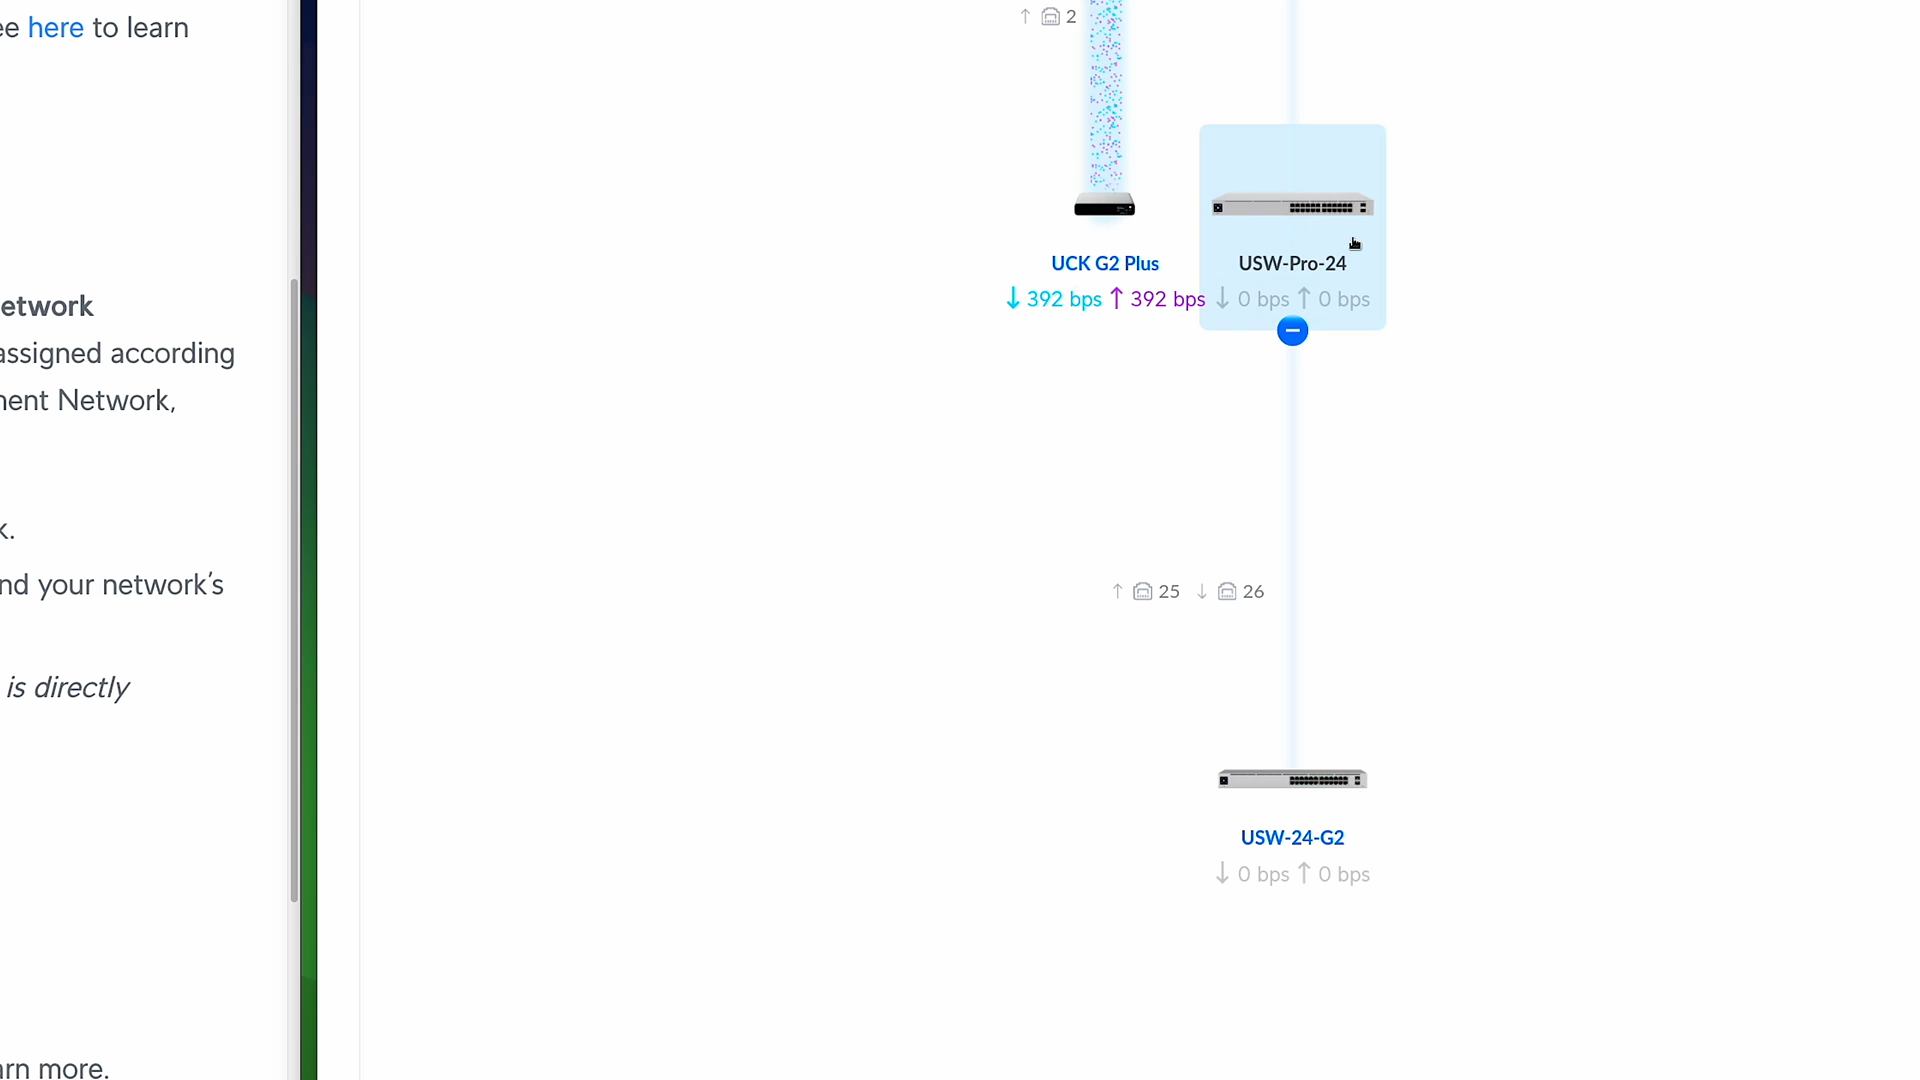 ee here to learn
etwork
assigned according
nent Network,
k.
nd your network's
is directly
arn more.
↑ 2
UCK G2 Plus
↓ 392 bps ↑ 392 bps
USW-Pro-24
↓ 0 bps ↑ 0 bps
↑ 25 ↓ 26
USW-24-G2
↓ 0 bps ↑ 0 bps